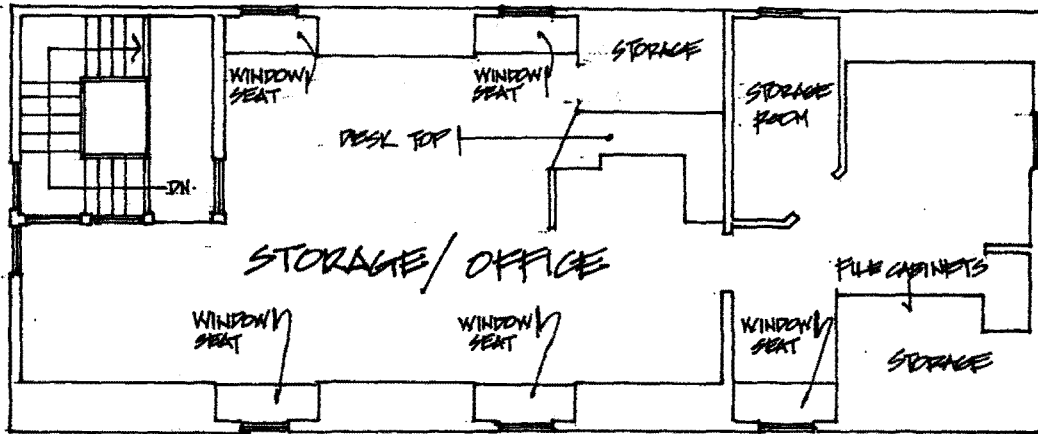 STORAGE
WINDOW
SEAT
WINDOW
SEAT
STORAGE
ROOM
DESK TOP
DN.
STORAGE/OFFICE
FILE CABINETS
WINDOW
SEAT
WINDOW
SEAT
WINDOW
SEAT
STORAGE